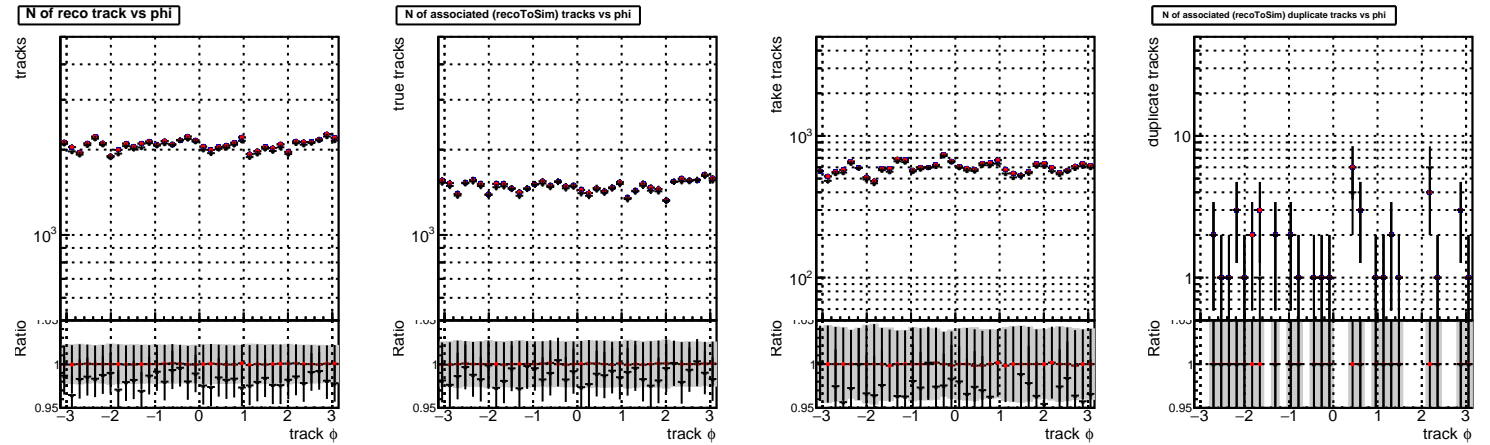 N of reco track vs phi
tracks
10³
Ratio
1.05
1
0.95
−3 −2 −1 0 1 2 3
track ϕ
N of associated (recoToSim) tracks vs phi
true tracks
10³
Ratio
1.05
1
0.95
−3 −2 −1 0 1 2 3
track ϕ
fake tracks
10³
10²
Ratio
1.05
1
0.95
−3 −2 −1 0 1 2 3
track ϕ
N of associated (recoToSim) duplicate tracks vs phi
duplicate tracks
10
1
Ratio
1.05
1
0.95
−3 −2 −1 0 1 2 3
track ϕ